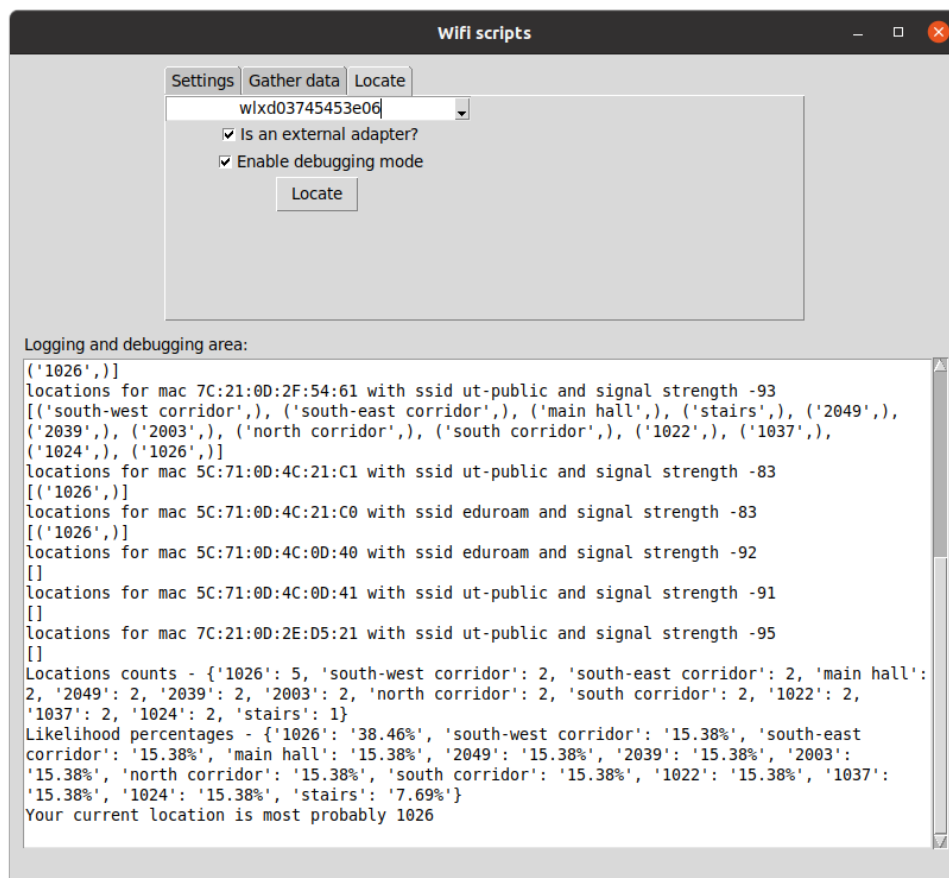 Wifi scripts
Settings Gather data Locate
wlxd03745453e06
Is an external adapter?
Enable debugging mode
Locate
Logging and debugging area:
('1026',)]
locations for mac 7C:21:0D:2F:54:61 with ssid ut-public and signal strength -93
[('south-west corridor',), ('south-east corridor',), ('main hall',), ('stairs',), ('2049',),
('2039',), ('2003',), ('north corridor',), ('south corridor',), ('1022',), ('1037',),
('1024',), ('1026',)]
locations for mac 5C:71:0D:4C:21:C1 with ssid ut-public and signal strength -83
[('1026',)]
locations for mac 5C:71:0D:4C:21:C0 with ssid eduroam and signal strength -83
[('1026',)]
locations for mac 5C:71:0D:4C:0D:40 with ssid eduroam and signal strength -92
[]
locations for mac 5C:71:0D:4C:0D:41 with ssid ut-public and signal strength -91
[]
locations for mac 7C:21:0D:2E:D5:21 with ssid ut-public and signal strength -95
[]
Locations counts - {'1026': 5, 'south-west corridor': 2, 'south-east corridor': 2, 'main hall':
2, '2049': 2, '2039': 2, '2003': 2, 'north corridor': 2, 'south corridor': 2, '1022': 2,
'1037': 2, '1024': 2, 'stairs': 1}
Likelihood percentages - {'1026': '38.46%', 'south-west corridor': '15.38%', 'south-east
corridor': '15.38%', 'main hall': '15.38%', '2049': '15.38%', '2039': '15.38%', '2003':
'15.38%', 'north corridor': '15.38%', 'south corridor': '15.38%', '1022': '15.38%', '1037':
'15.38%', '1024': '15.38%', 'stairs': '7.69%'}
Your current location is most probably 1026